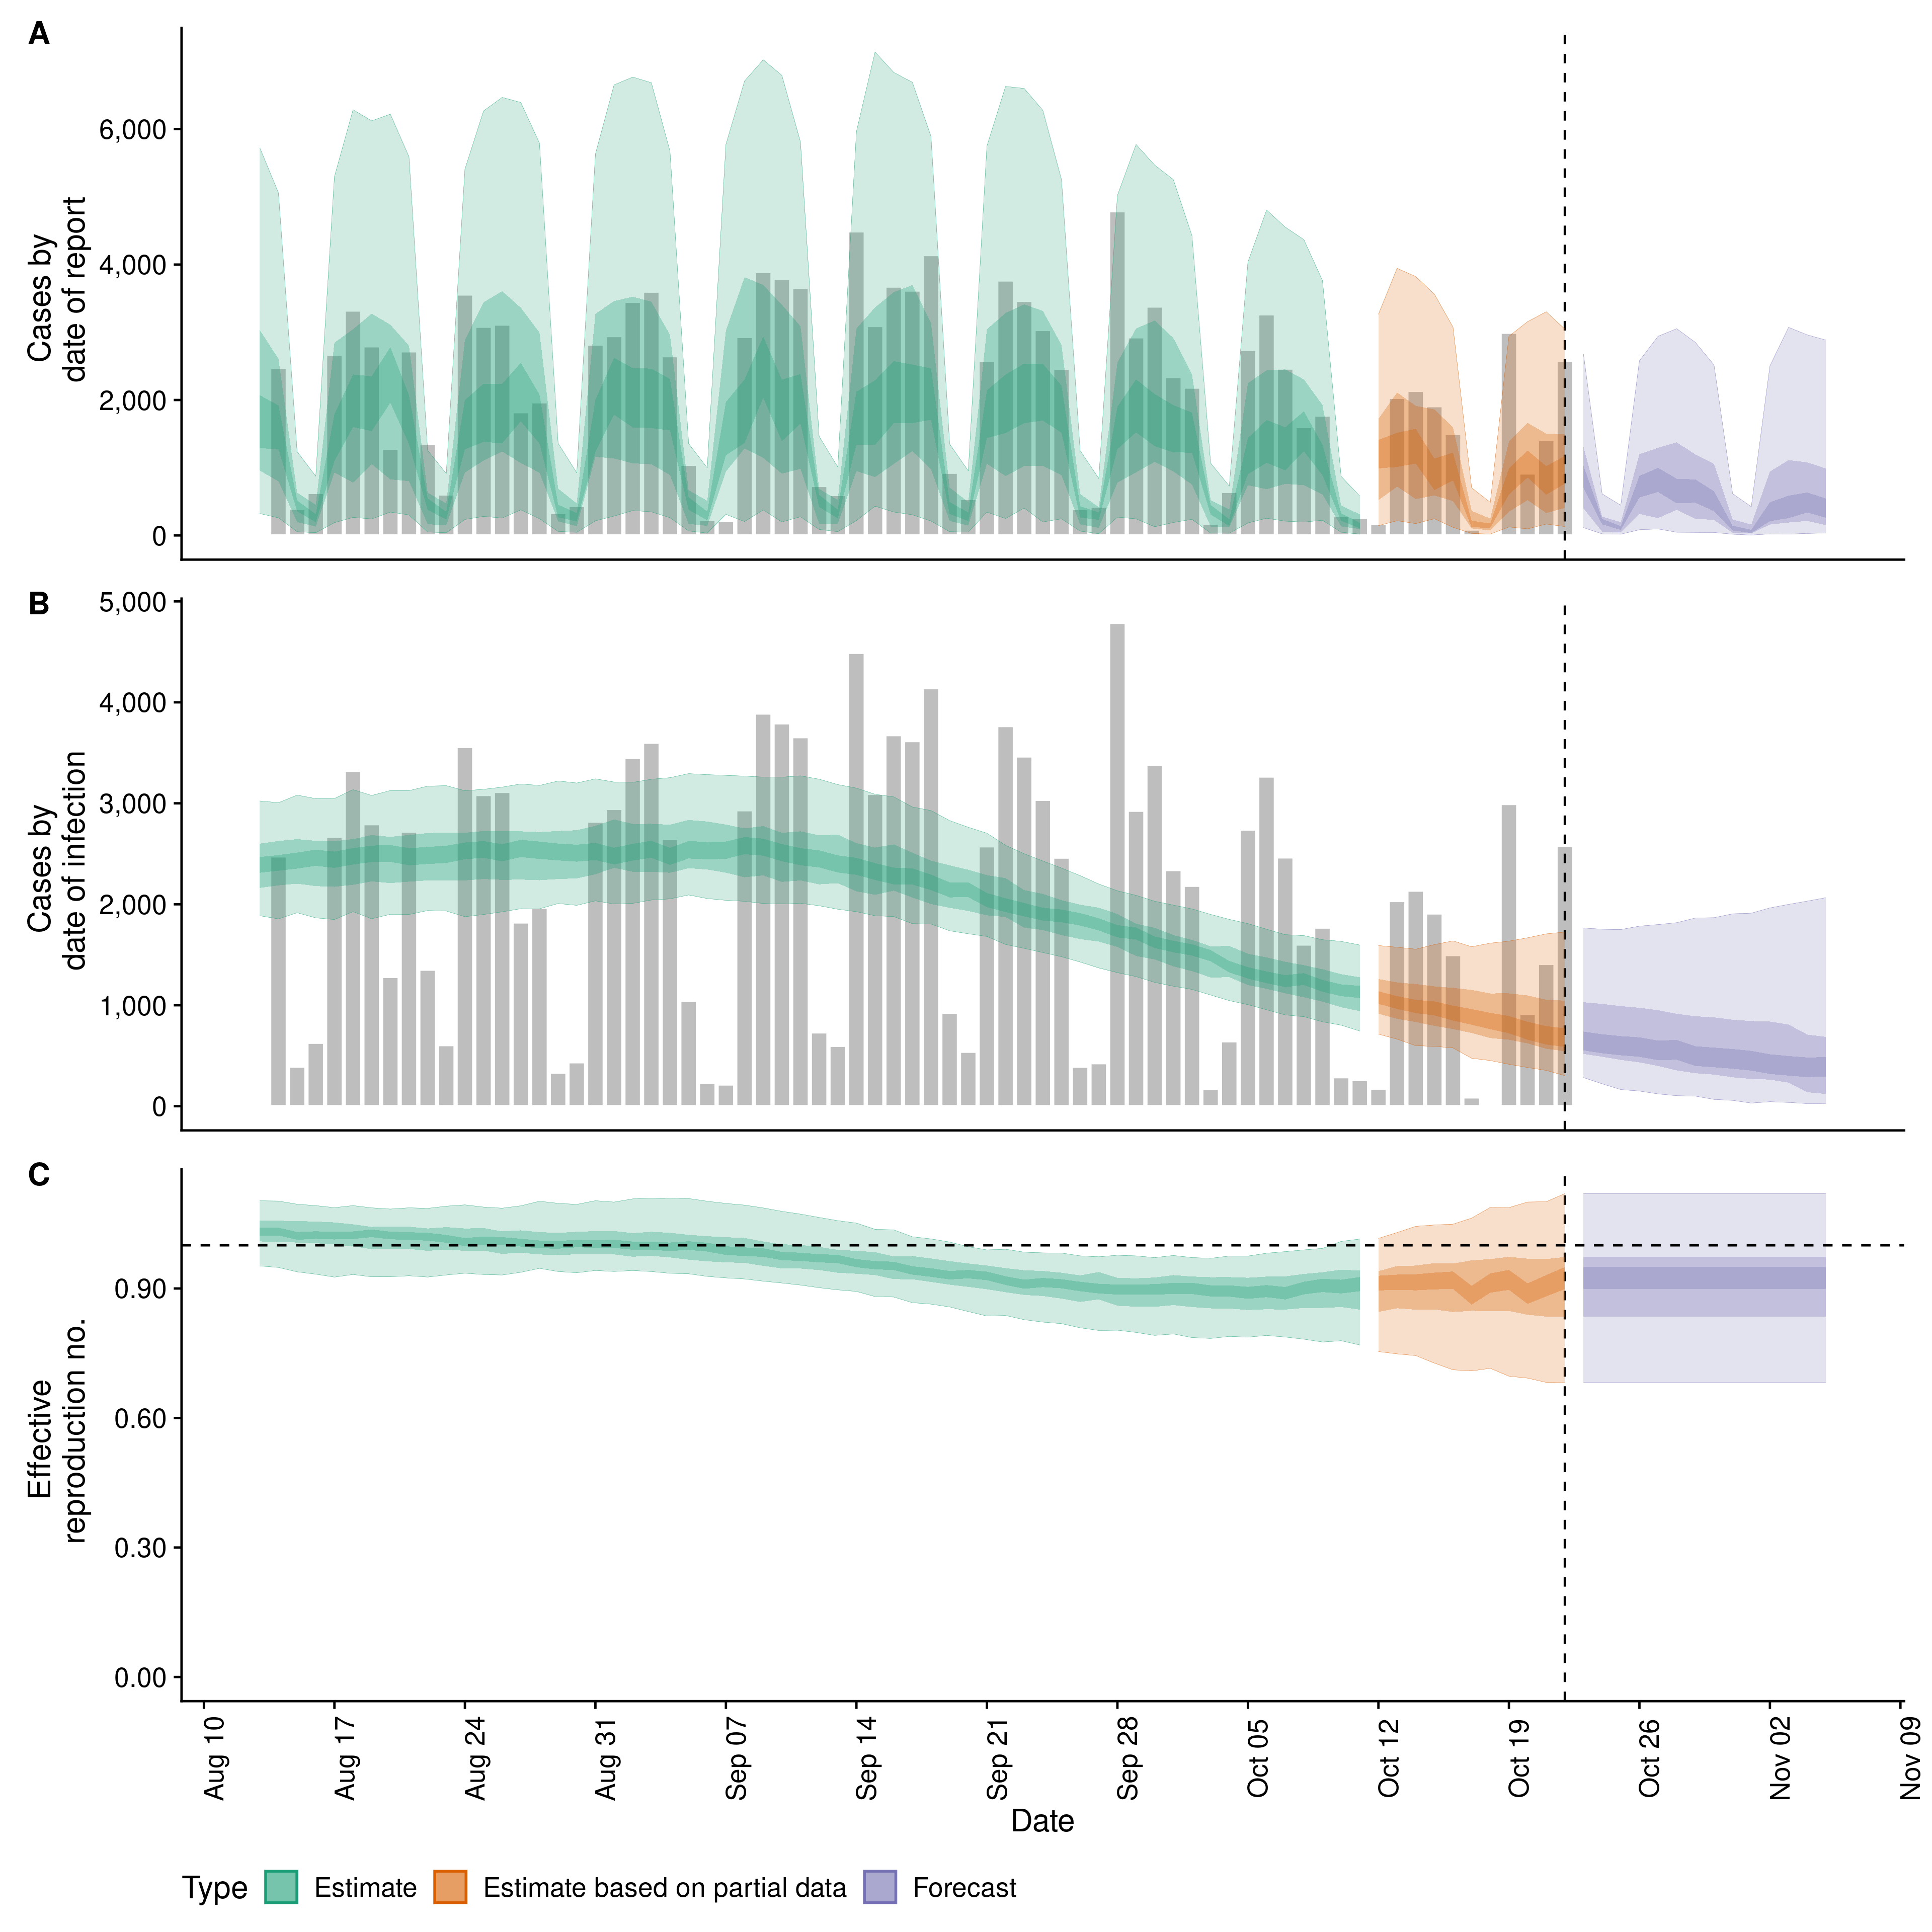 A
Cases by
date of report
6,000
4,000
2,000
0
B
Cases by
date of infection
5,000
4,000
3,000
2,000
1,000
0
C
Effective
reproduction no.
0.90
0.60
0.30
0.00
Aug 10
Aug 17
Aug 24
Aug 31
Sep 07
Sep 14
Sep 21
Sep 28
Oct 05
Oct 12
Oct 19
Oct 26
Nov 02
Nov 09
Date
Type Estimate Estimate based on partial data Forecast